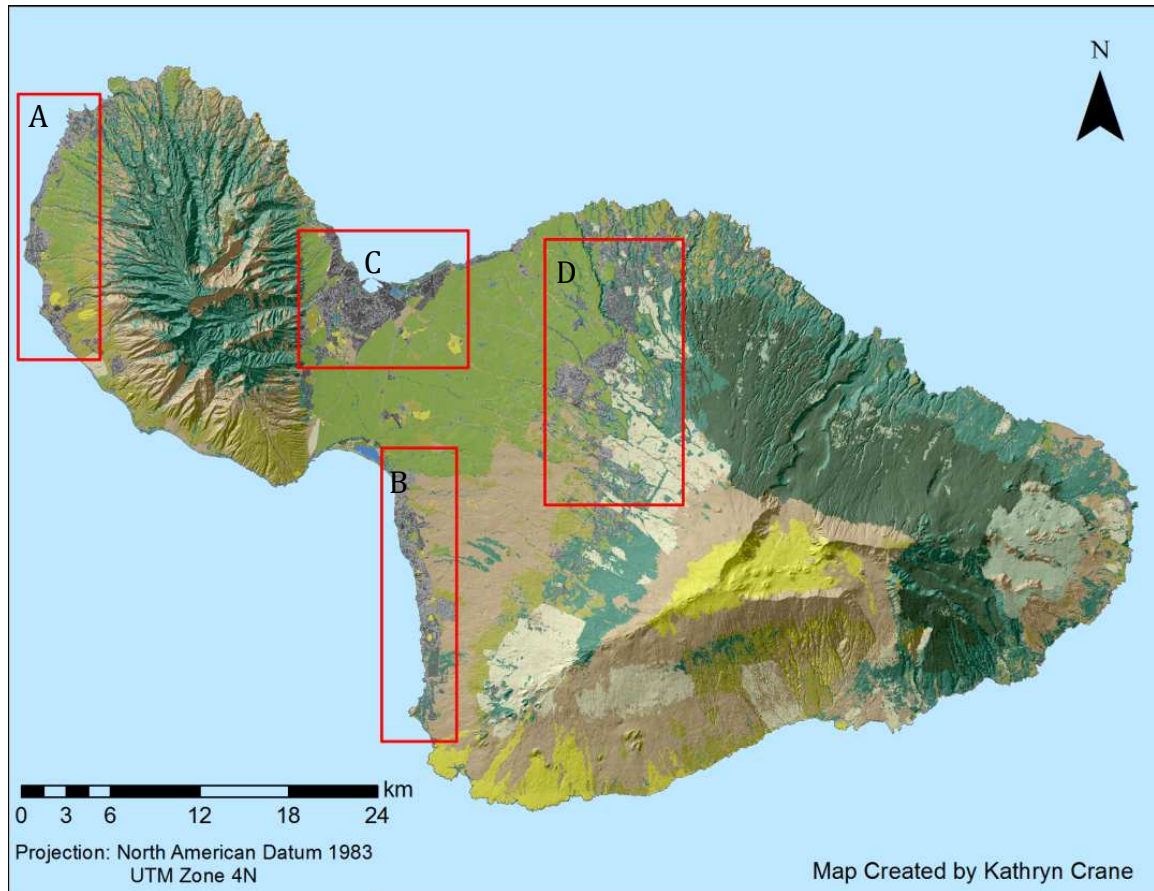 N
A
C
D
B
km
0 3 6 12 18 24
Projection: North American Datum 1983
UTM Zone 4N
Map Created by Kathryn Crane